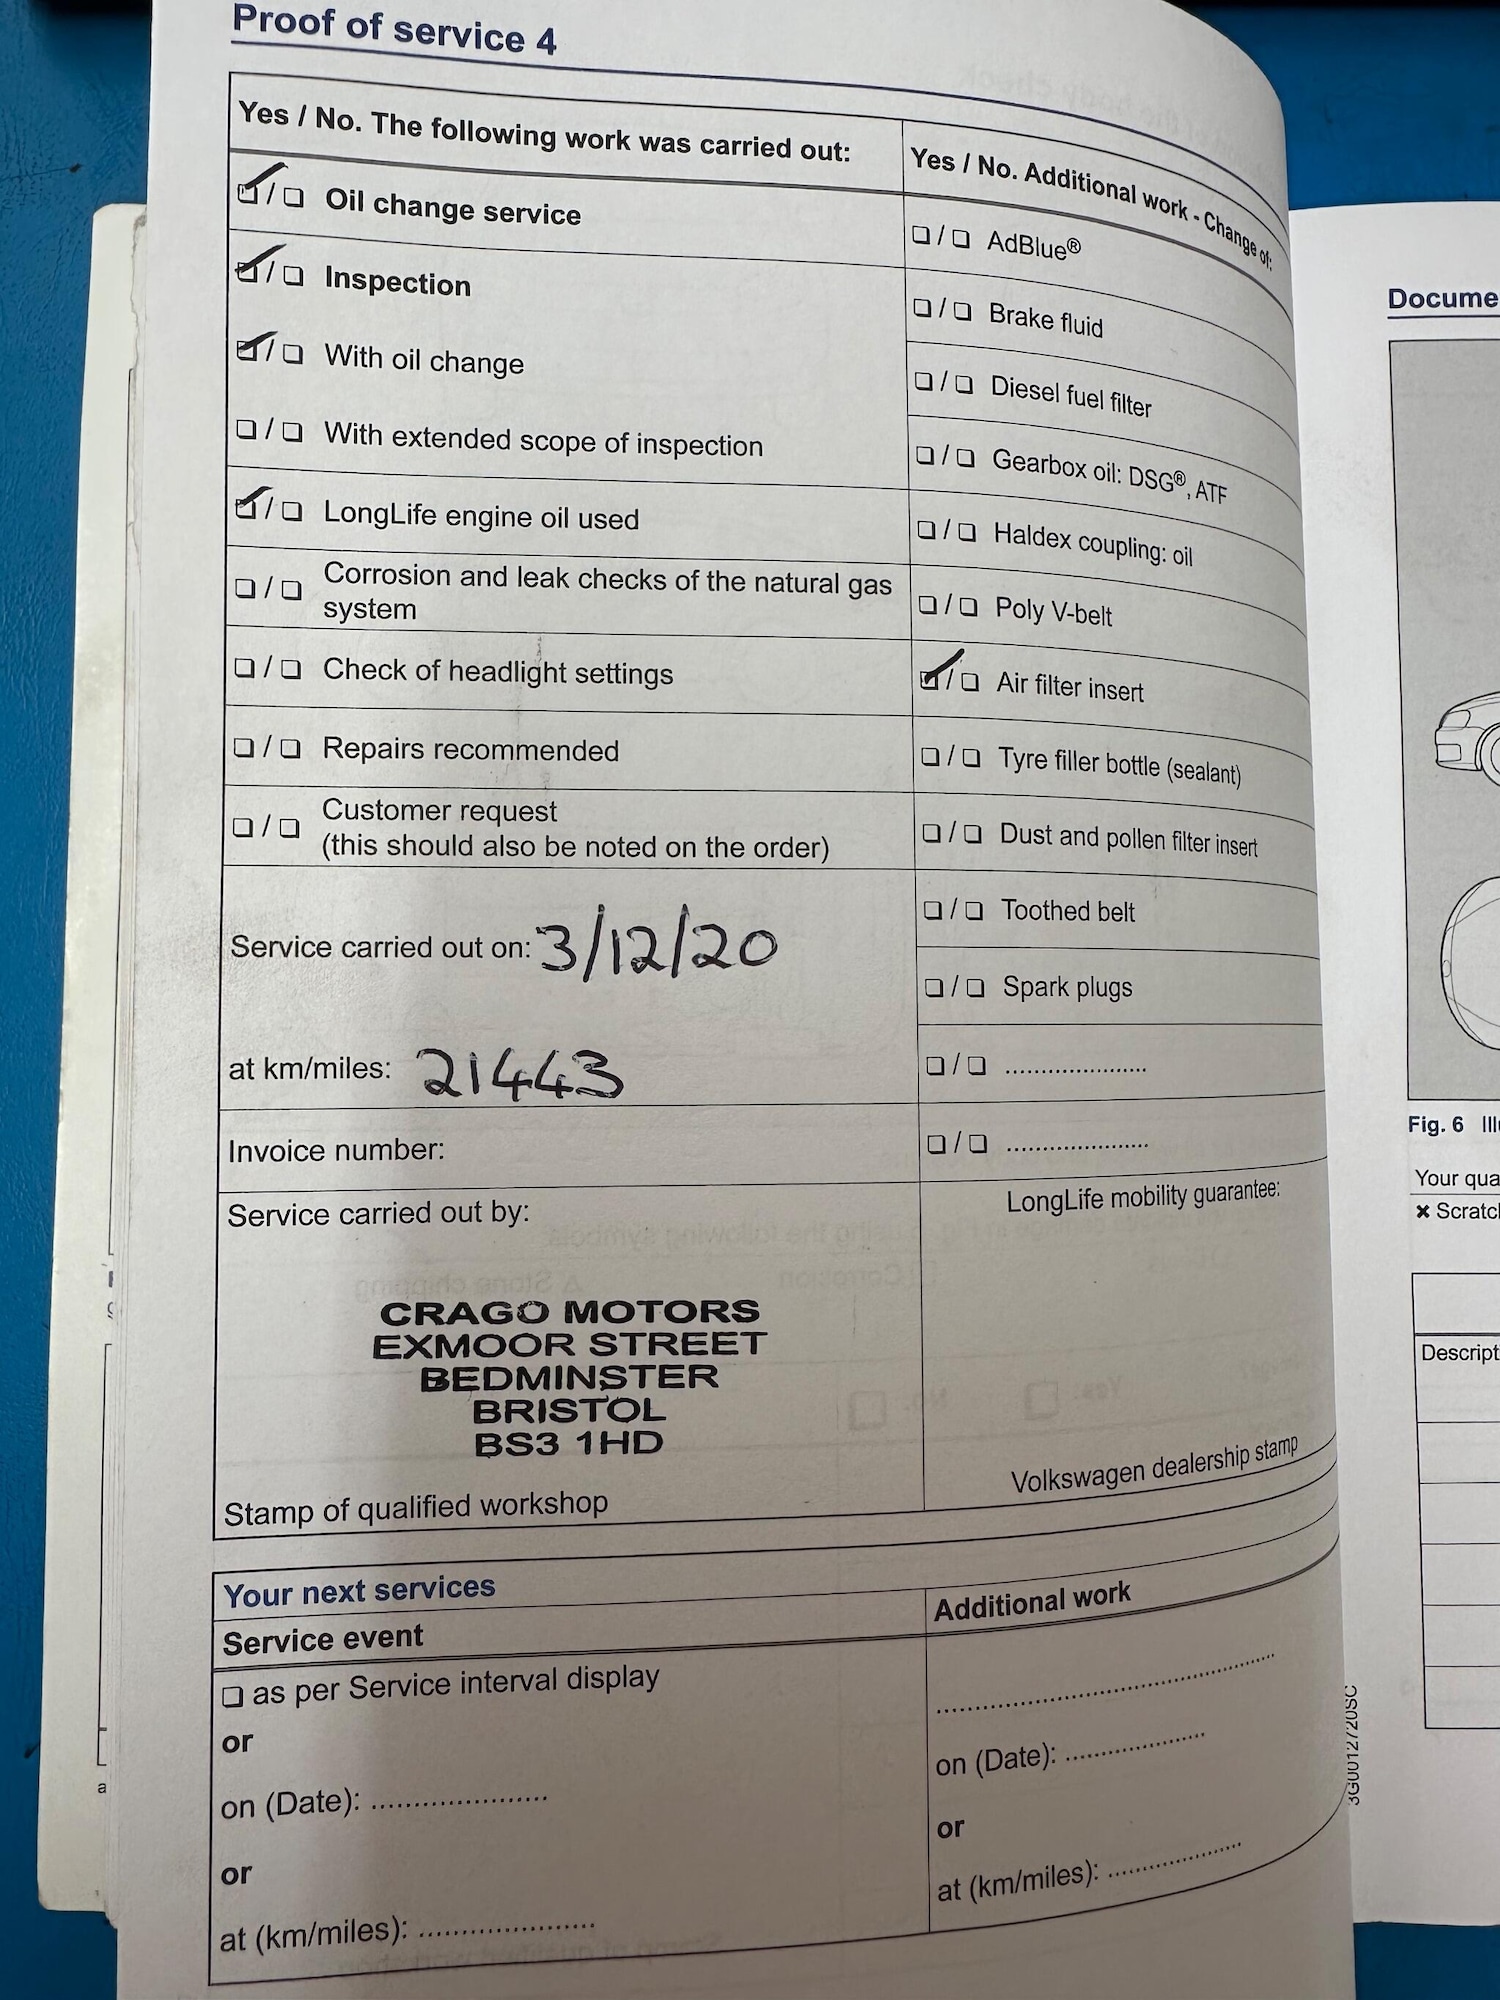 Proof of service 4
Yes / No. The following work was carried out:
❑ / ❑ Oil change service
❑ / ❑ Inspection
❑ / ❑ With oil change
❑ / ❑ With extended scope of inspection
❑ / ❑ LongLife engine oil used
❑ / ❑ Corrosion and leak checks of the natural gas
system
❑ / ❑ Check of headlight settings
❑ / ❑ Repairs recommended
❑ / ❑ Customer request
(this should also be noted on the order)
Service carried out on: 3/12/20
at km/miles: 21443
Invoice number:
Service carried out by:
CRAGO MOTORS
EXMOOR STREET
BEDMINSTER
BRISTOL
BS3 1HD
Stamp of qualified workshop
Yes / No. Additional work - Change of:
❑ / ❑ AdBlue®
❑ / ❑ Brake fluid
❑ / ❑ Diesel fuel filter
❑ / ❑ Gearbox oil: DSG®, ATF
❑ / ❑ Haldex coupling: oil
❑ / ❑ Poly V-belt
❑ / ❑ Air filter insert
❑ / ❑ Tyre filler bottle (sealant)
❑ / ❑ Dust and pollen filter insert
❑ / ❑ Toothed belt
❑ / ❑ Spark plugs
❑ / ❑ .....................
❑ / ❑ .....................
LongLife mobility guarantee:
Volkswagen dealership stamp
Your next services
Service event
❑ as per Service interval display
or
on (Date): .....................
or
at (km/miles): .....................
Additional work
........................................
on (Date): .....................
or
at (km/miles): .....................
3G0012720SC
Docume
Fig. 6 Ill
Your qua
✖ Scratch
Descript